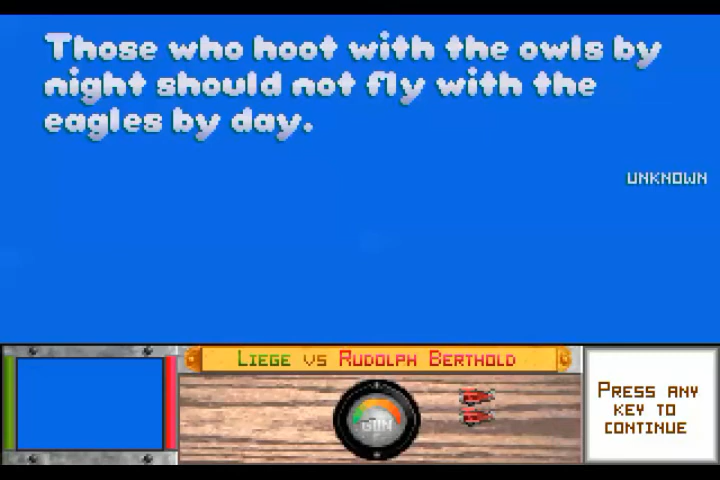 Those who hoot with the owls by
night should not fly with the
eagles by day.
UNKNOWN
LIEGE VS RUDOLPH BERTHOLD
GUN
PRESS ANY
KEY TO
CONTINUE